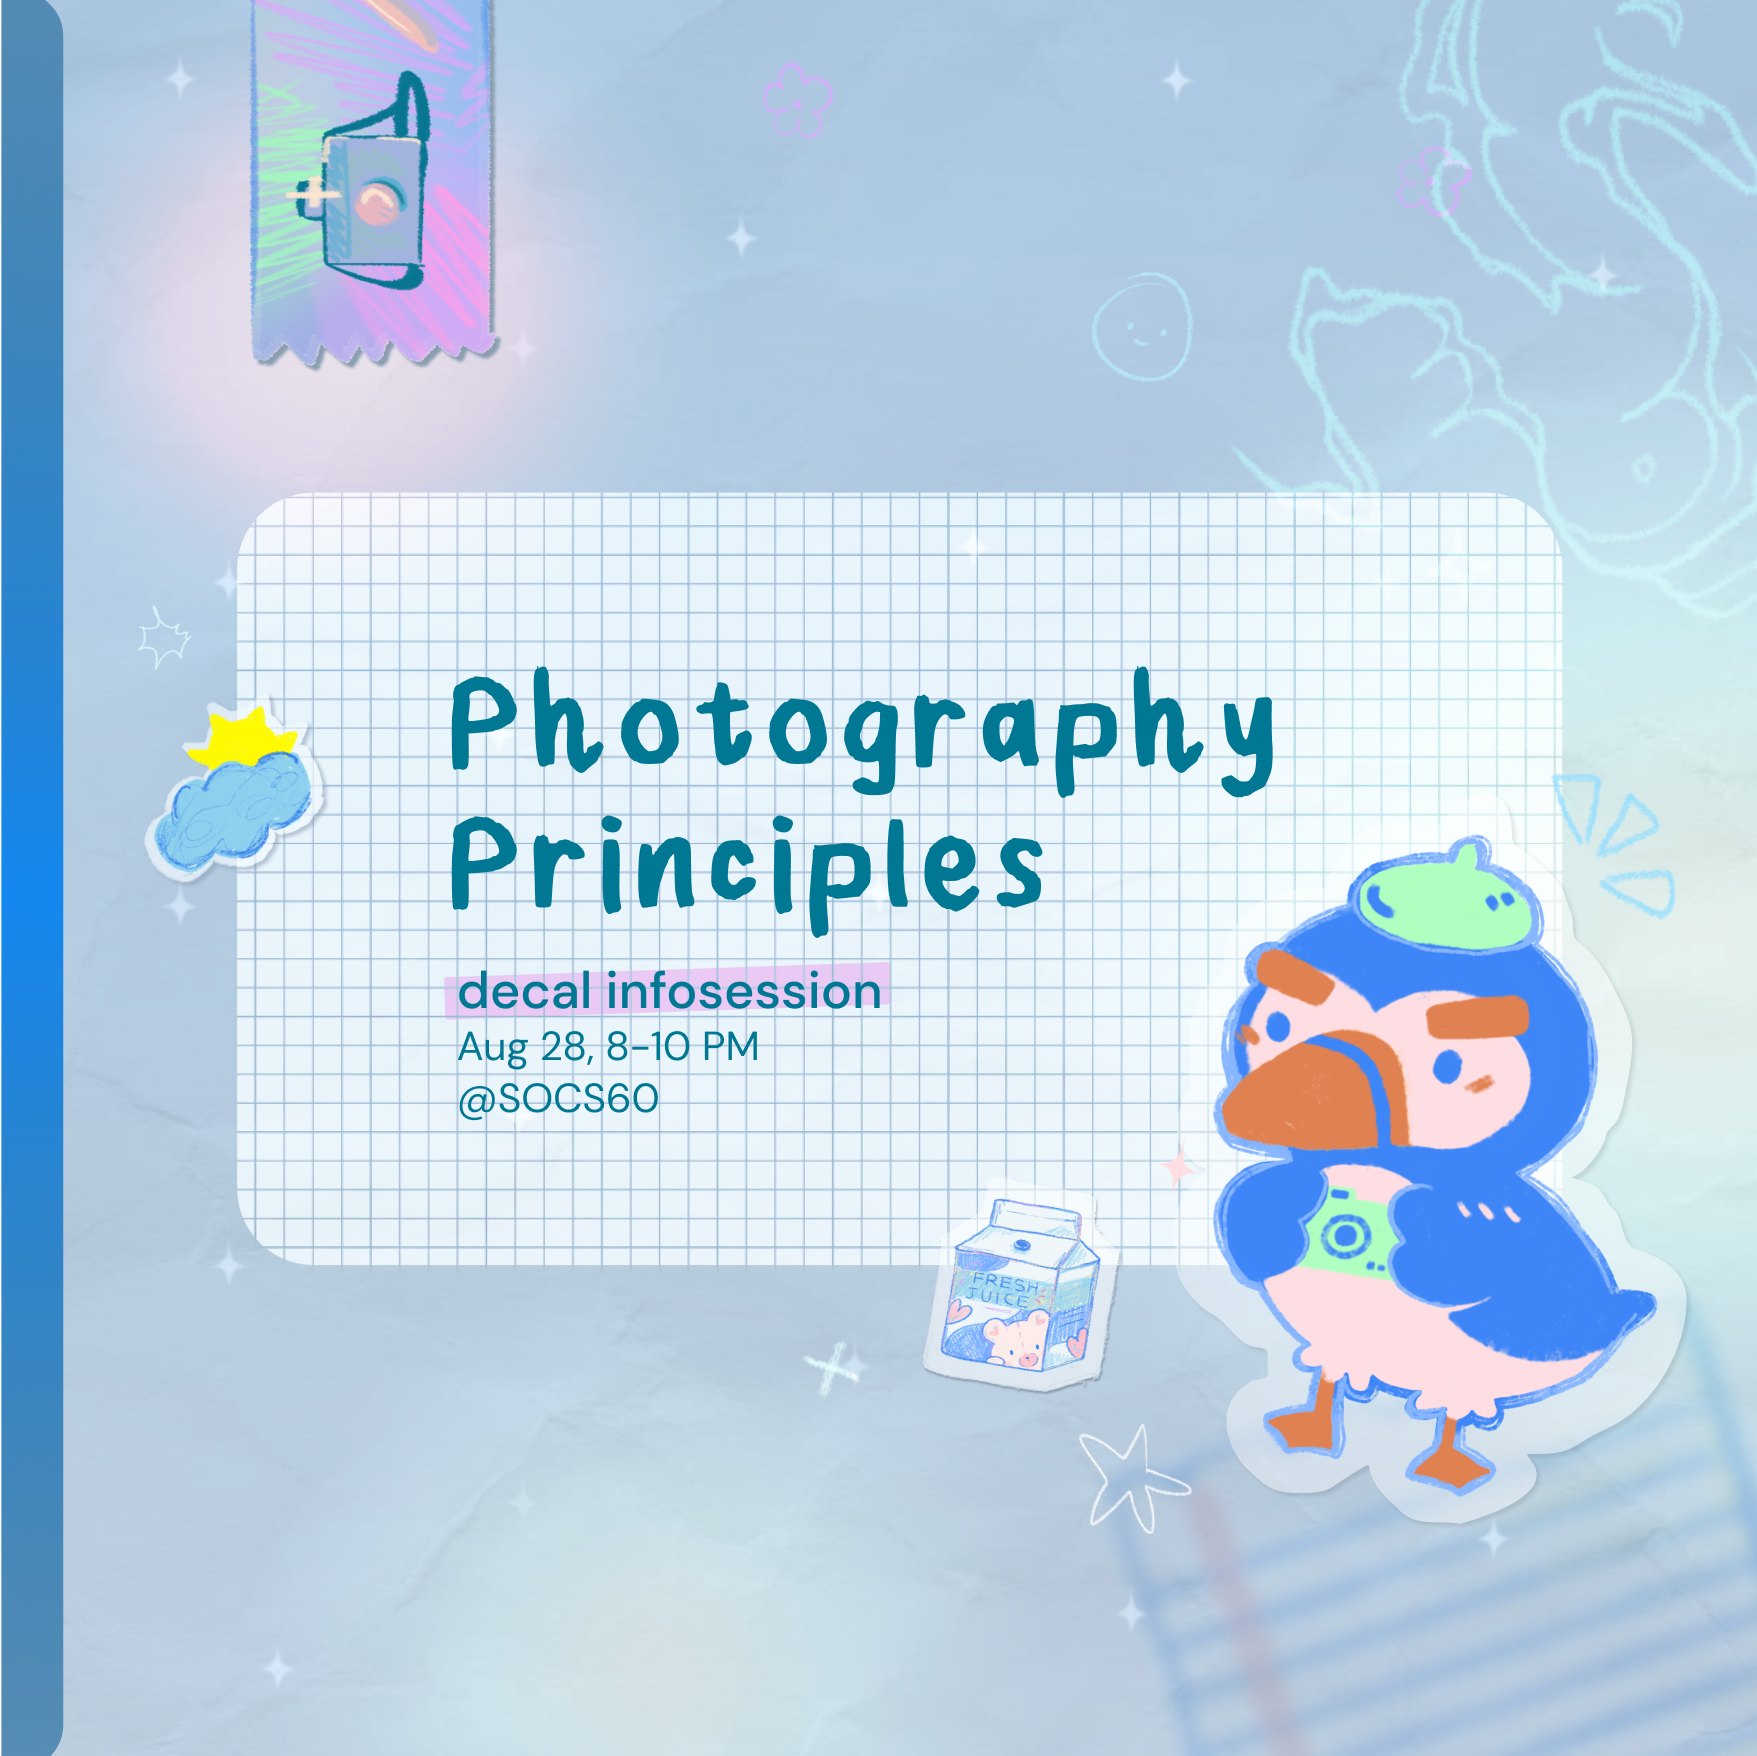 Photography
Principles
decal infosession
Aug 28, 8-10 PM
@SOCS60
FRESH
JUICE